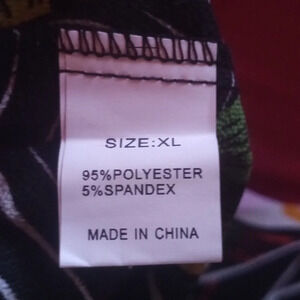 SIZE:XL
95%POLYESTER
5%SPANDEX
MADE IN CHINA